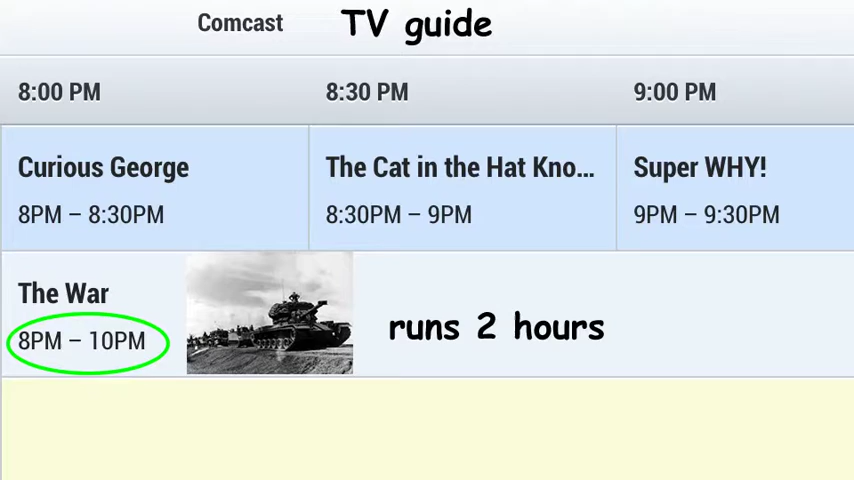 Comcast TV guide
8:00 PM 8:30 PM 9:00 PM
Curious George The Cat in the Hat Kno... Super WHY!
8PM – 8:30PM 8:30PM – 9PM 9PM – 9:30PM
The War
8PM – 10PM
runs 2 hours